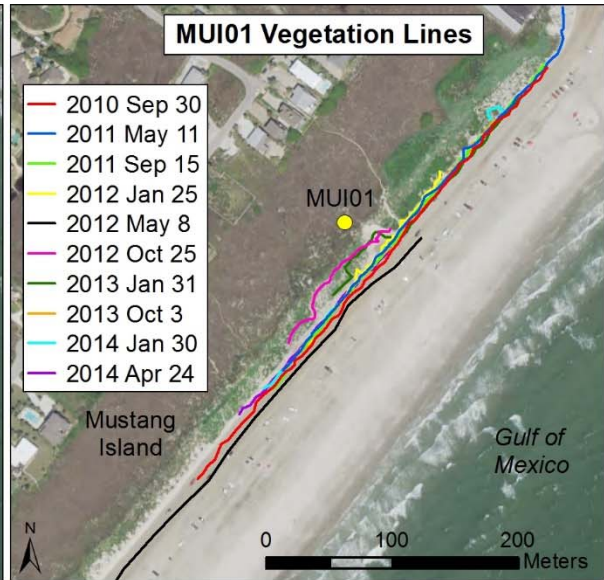 MUI01 Vegetation Lines
2010 Sep 30
2011 May 11
2011 Sep 15
2012 Jan 25
2012 May 8
2012 Oct 25
2013 Jan 31
2013 Oct 3
2014 Jan 30
2014 Apr 24
MUI01
Mustang
Island
Gulf of
Mexico
N
0 100 200
Meters